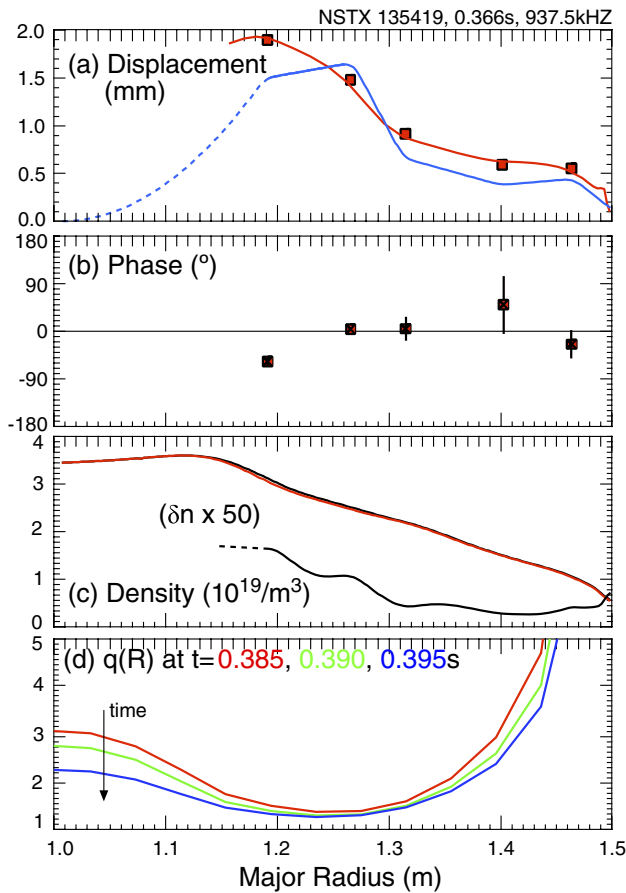 NSTX 135419, 0.366s, 937.5kHZ
2.0
(a) Displacement
(mm)
1.5
1.0
0.5
0.0
180
(b) Phase (º)
90
0
-90
-180
4
3
(δn x 50)
2
1
(c) Density (10^19/m^3)
0
5
(d) q(R) at t=0.385, 0.390, 0.395s
4
time
3
2
1
1.0 1.1 1.2 1.3 1.4 1.5
Major Radius (m)